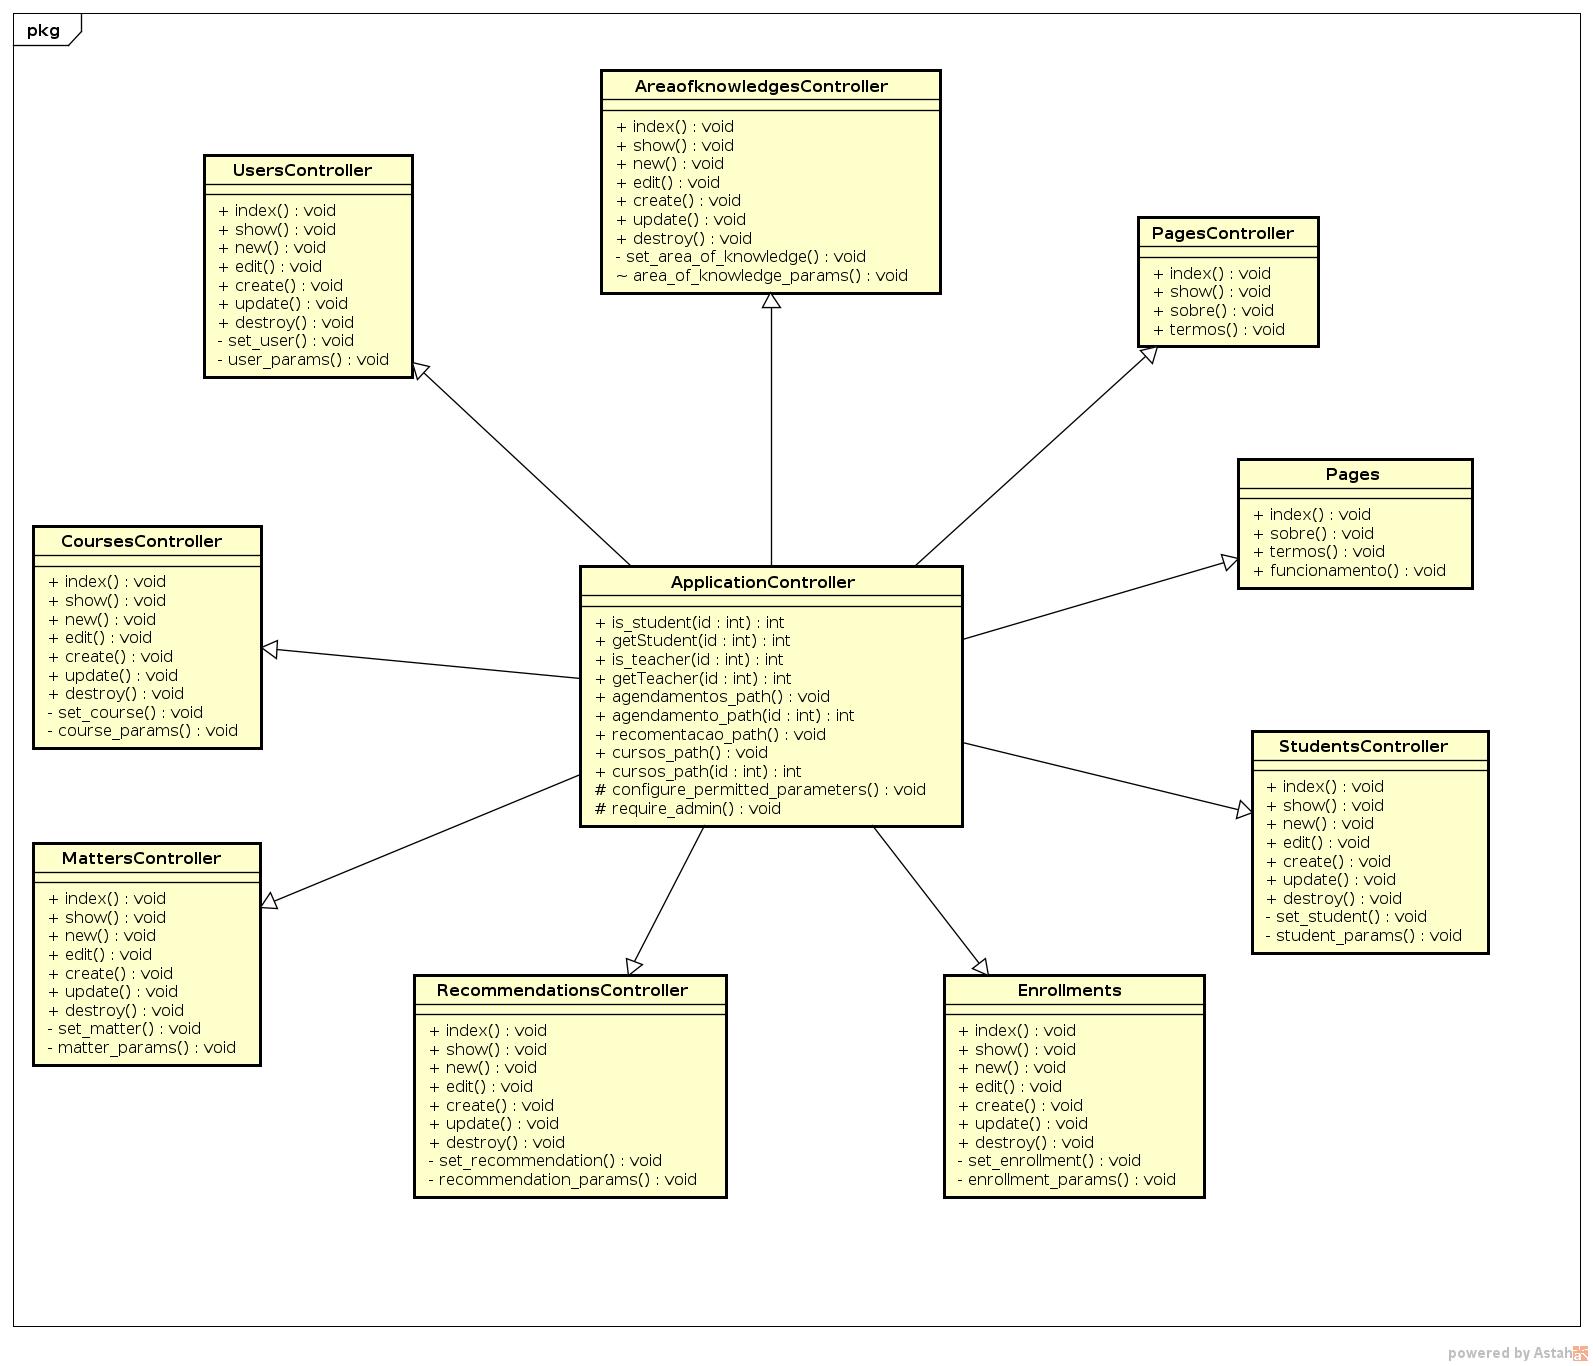 pkg
AreaofknowledgesController
+ index() : void
+ show() : void
+ new() : void
+ edit() : void
+ create() : void
+ update() : void
+ destroy() : void
- set_area_of_knowledge() : void
~ area_of_knowledge_params() : void
UsersController
+ index() : void
+ show() : void
+ new() : void
+ edit() : void
+ create() : void
+ update() : void
+ destroy() : void
- set_user() : void
- user_params() : void
PagesController
+ index() : void
+ show() : void
+ sobre() : void
+ termos() : void
Pages
+ index() : void
+ sobre() : void
+ termos() : void
+ funcionamento() : void
CoursesController
+ index() : void
+ show() : void
+ new() : void
+ edit() : void
+ create() : void
+ update() : void
+ destroy() : void
- set_course() : void
- course_params() : void
ApplicationController
+ is_student(id : int) : int
+ getStudent(id : int) : int
+ is_teacher(id : int) : int
+ getTeacher(id : int) : int
+ agendamentos_path() : void
+ agendamento_path(id : int) : int
+ recomentacao_path() : void
+ cursos_path() : void
+ cursos_path(id : int) : int
# configure_permitted_parameters() : void
# require_admin() : void
StudentsController
+ index() : void
+ show() : void
+ new() : void
+ edit() : void
+ create() : void
+ update() : void
+ destroy() : void
- set_student() : void
- student_params() : void
MattersController
+ index() : void
+ show() : void
+ new() : void
+ edit() : void
+ create() : void
+ update() : void
+ destroy() : void
- set_matter() : void
- matter_params() : void
RecommendationsController
+ index() : void
+ show() : void
+ new() : void
+ edit() : void
+ create() : void
+ update() : void
+ destroy() : void
- set_recommendation() : void
- recommendation_params() : void
Enrollments
+ index() : void
+ show() : void
+ new() : void
+ edit() : void
+ create() : void
+ update() : void
+ destroy() : void
- set_enrollment() : void
- enrollment_params() : void
powered by Astah